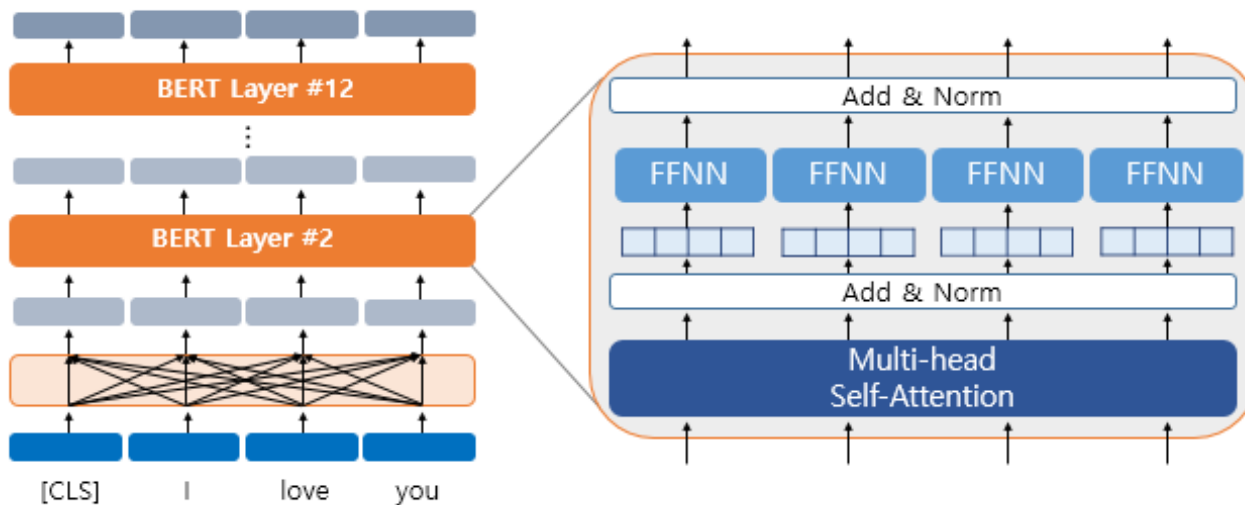 BERT Layer #12
⋮
BERT Layer #2
[CLS] I love you
Add & Norm
FFNN FFNN FFNN FFNN
Add & Norm
Multi-head
Self-Attention